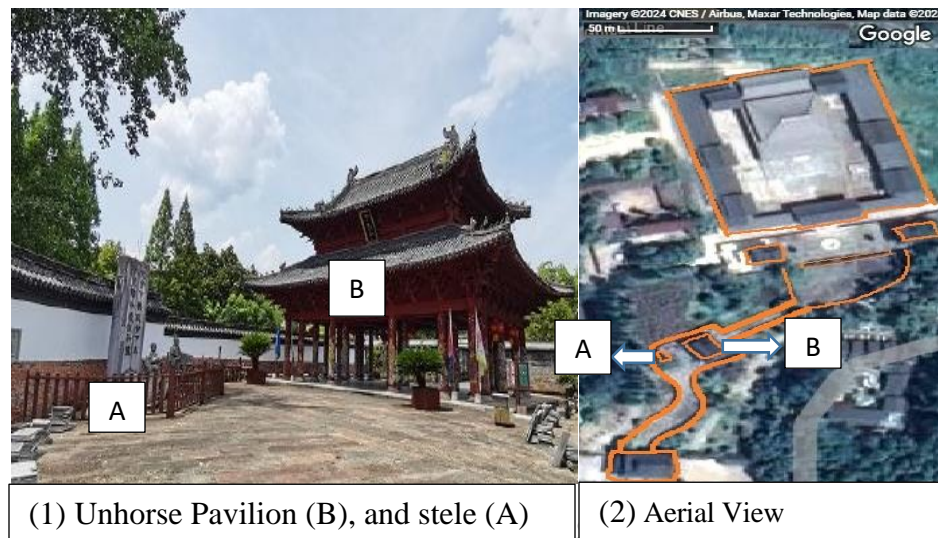 Imagery ©2024 CNES / Airbus, Maxar Technologies, Map data ©202
50 m
Line
Google
B
A
A
B
(1) Unhorse Pavilion (B), and stele (A)
(2) Aerial View